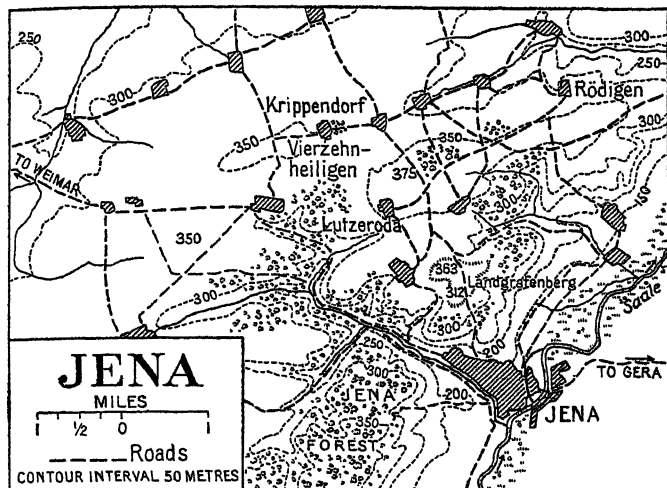 300
250
250
300
Krippendorf
Rödigen
350
Vierzehn-
heiligen
350
375
TO WEIMAR
300
150
Lutzeroda
350
363
312
Landgrafenberg
Saale
300
300
250
200
300
JENA
TO GERA
200
JENA
350
FOREST
JENA
MILES
1 ½ 0 1
Roads
CONTOUR INTERVAL 50 METRES